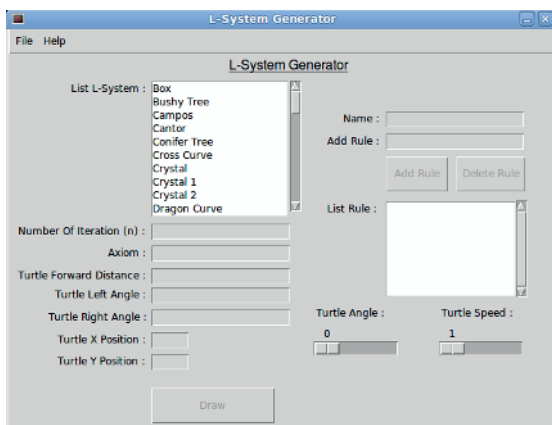 L-System Generator
File Help
L-System Generator
List L-System :
Box
Bushy Tree
Campos
Cantor
Conifer Tree
Cross Curve
Crystal
Crystal 1
Crystal 2
Dragon Curve
Number Of Iteration (n) :
Axiom :
Turtle Forward Distance :
Turtle Left Angle :
Turtle Right Angle :
Turtle X Position :
Turtle Y Position :
Draw
Name :
Add Rule :
Add Rule Delete Rule
List Rule :
Turtle Angle : Turtle Speed :
0 1